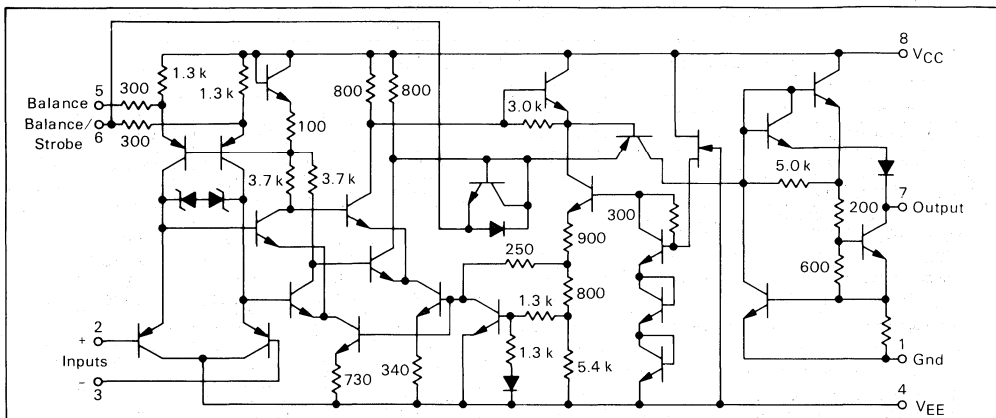 8
VCC
1.3 k
300
5
1.3 k
Balance
800
800
3.0 k
Balance/
6
Strobe
300
100
5.0 k
3.7 k
3.7 k
7
300
200
Output
900
250
600
800
1.3 k
2
+
1
Inputs
1.3 k
5.4 k
Gnd
–
3
730
340
4
VEE